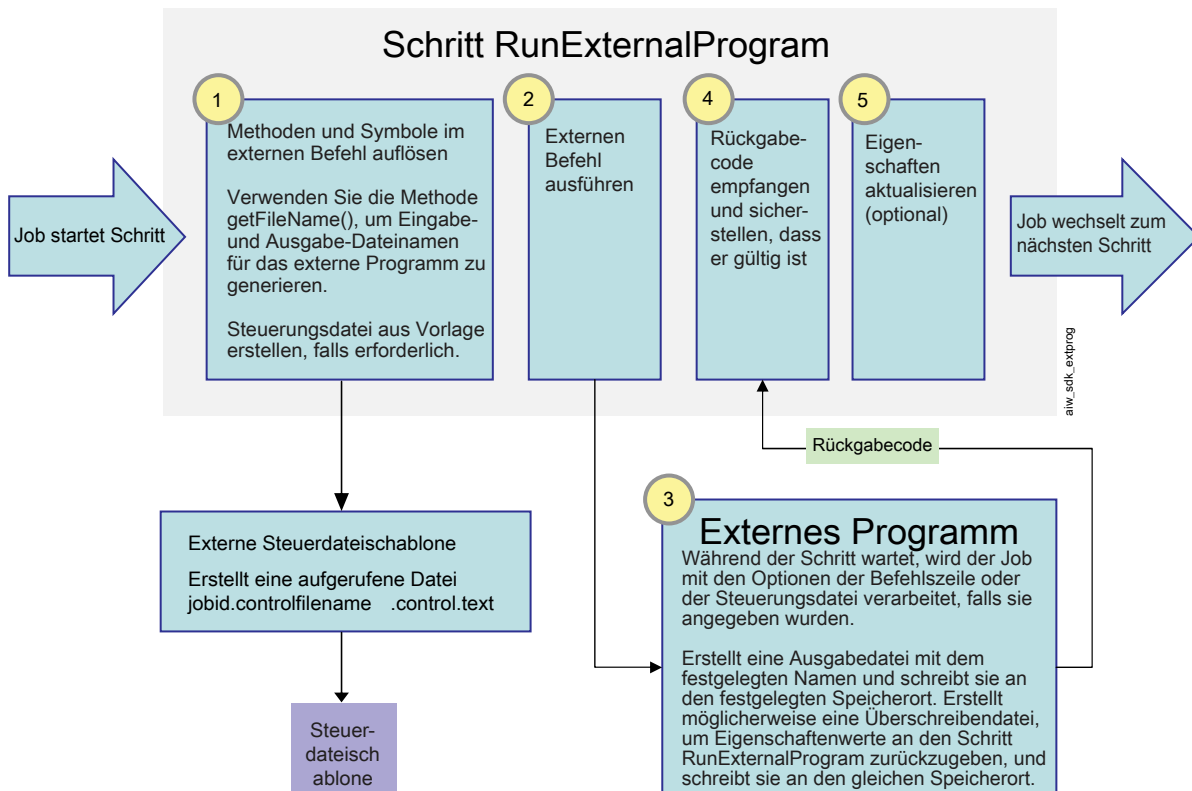 Schritt RunExternalProgram
Job startet Schritt
1
Methoden und Symbole im
externen Befehl auflösen
Verwenden Sie die Methode
getFileName(), um Eingabe-
und Ausgabe-Dateinamen
für das externe Programm zu
generieren.
Steuerungsdatei aus Vorlage
erstellen, falls erforderlich.
2
Externen
Befehl
ausführen
4
Rückgabe-
code
empfangen
und sicher-
stellen, dass
er gültig ist
5
Eigen-
schaften
aktualisieren
(optional)
Job wechselt zum
nächsten Schritt
aiw_sdk_extprog
Rückgabecode
Externe Steuerdateischablone
Erstellt eine aufgerufene Datei
jobid.controlfilename .control.text
Steuer-
dateisch
ablone
3
Externes Programm
Während der Schritt wartet, wird der Job
mit den Optionen der Befehlszeile oder
der Steuerungsdatei verarbeitet, falls sie
angegeben wurden.
Erstellt eine Ausgabedatei mit dem
festgelegten Namen und schreibt sie an
den festgelegten Speicherort. Erstellt
möglicherweise eine Überschreibendatei,
um Eigenschaftenwerte an den Schritt
RunExternalProgram zurückzugeben, und
schreibt sie an den gleichen Speicherort.